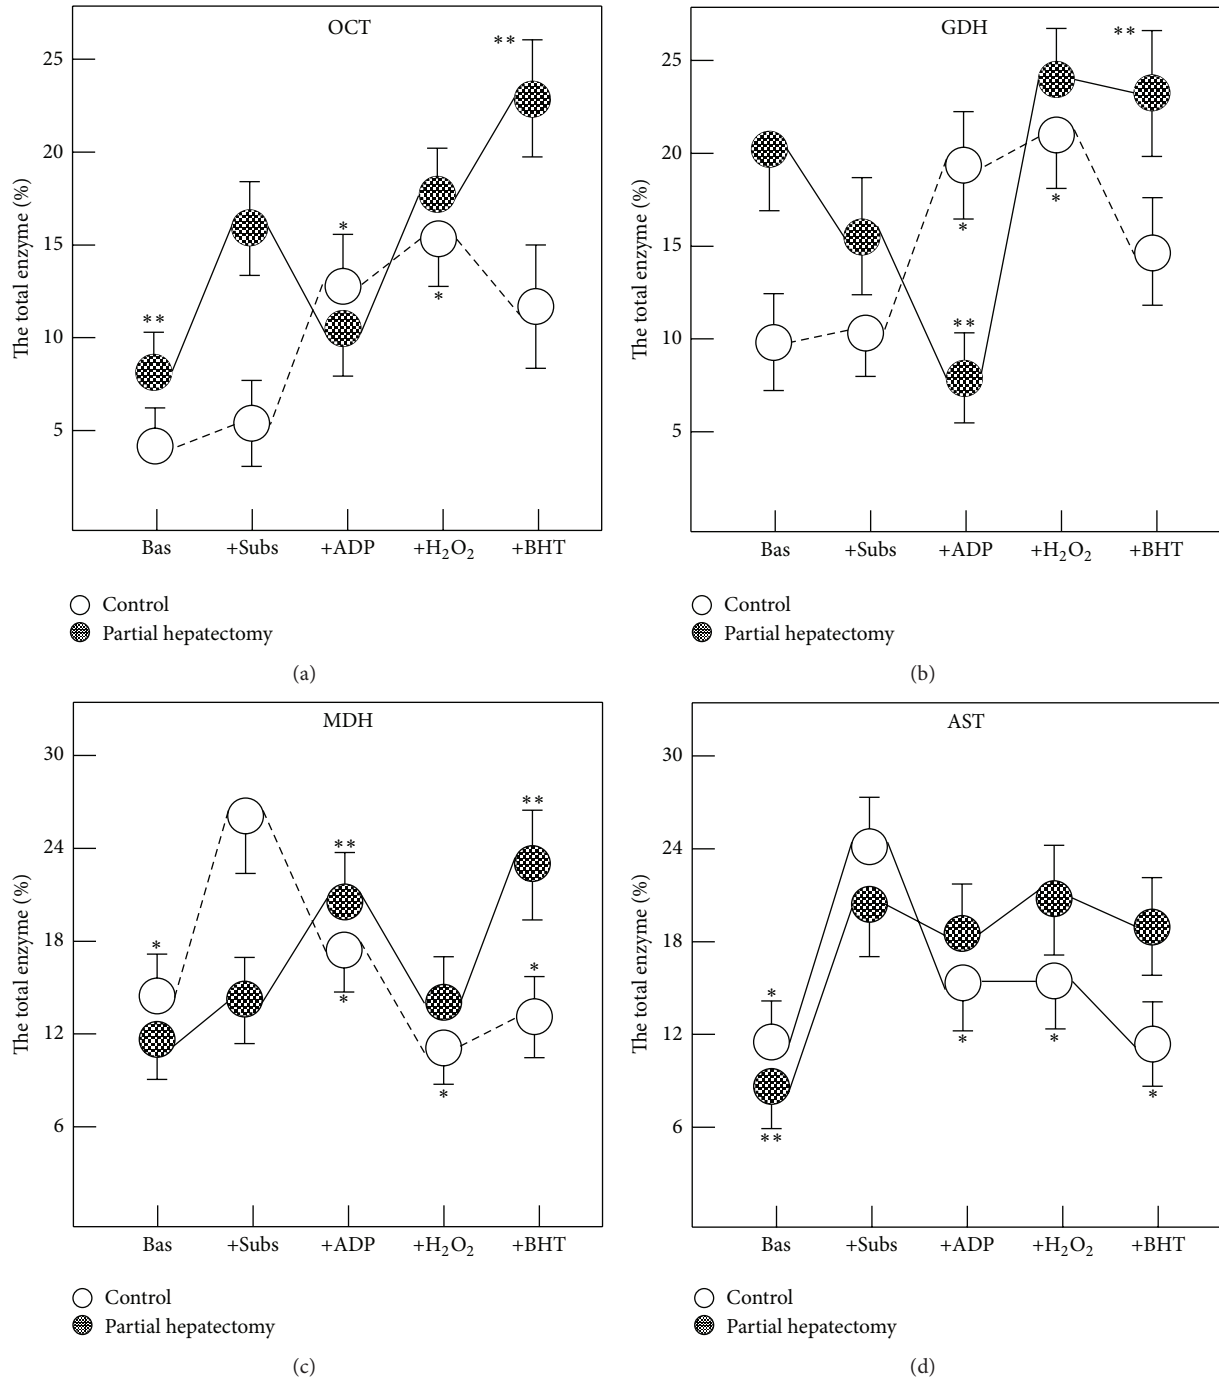 OCT
25
20
15
10
5
The total enzyme (%)
**
*
*
**
Bas +Subs +ADP +H₂O₂ +BHT
Control
Partial hepatectomy
(a)
GDH
25
20
15
10
5
The total enzyme (%)
**
*
*
**
Bas +Subs +ADP +H₂O₂ +BHT
Control
Partial hepatectomy
(b)
MDH
30
24
18
12
6
The total enzyme (%)
**
**
*
*
*
*
Bas +Subs +ADP +H₂O₂ +BHT
Control
Partial hepatectomy
(c)
AST
30
24
18
12
6
The total enzyme (%)
*
*
*
*
**
Bas +Subs +ADP +H₂O₂ +BHT
Control
Partial hepatectomy
(d)